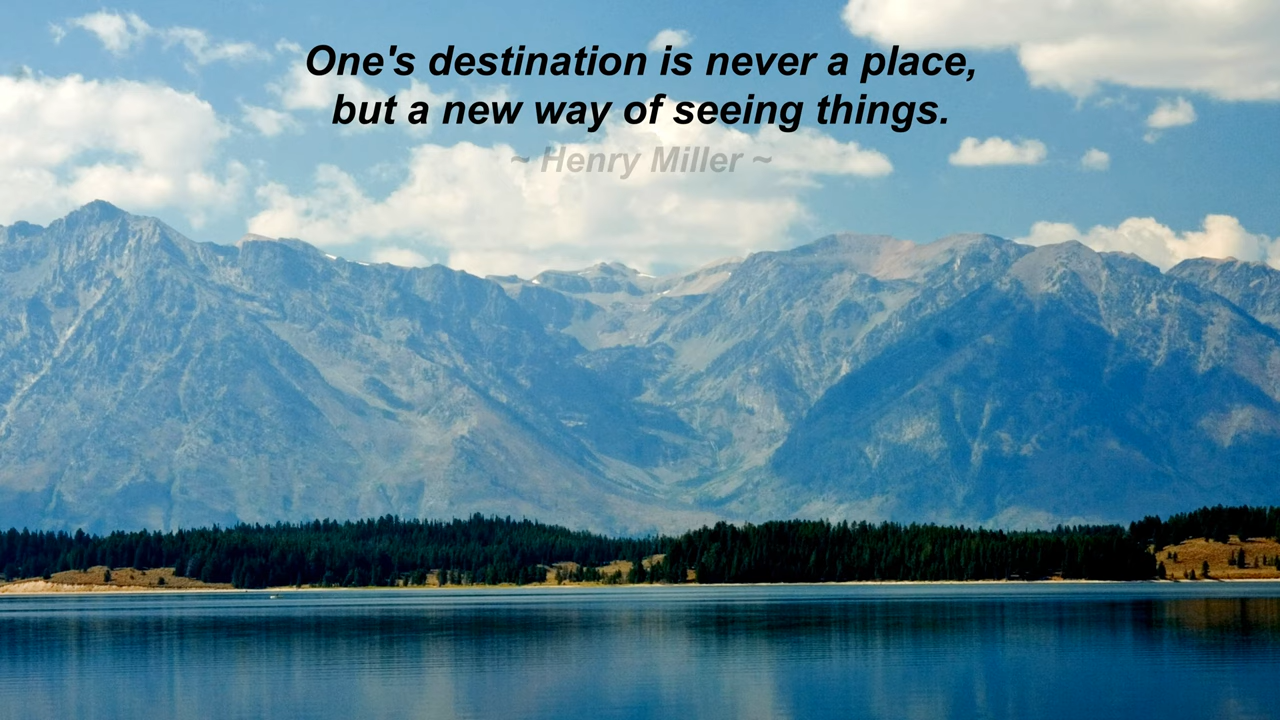 One's destination is never a place,
but a new way of seeing things.
~ Henry Miller ~